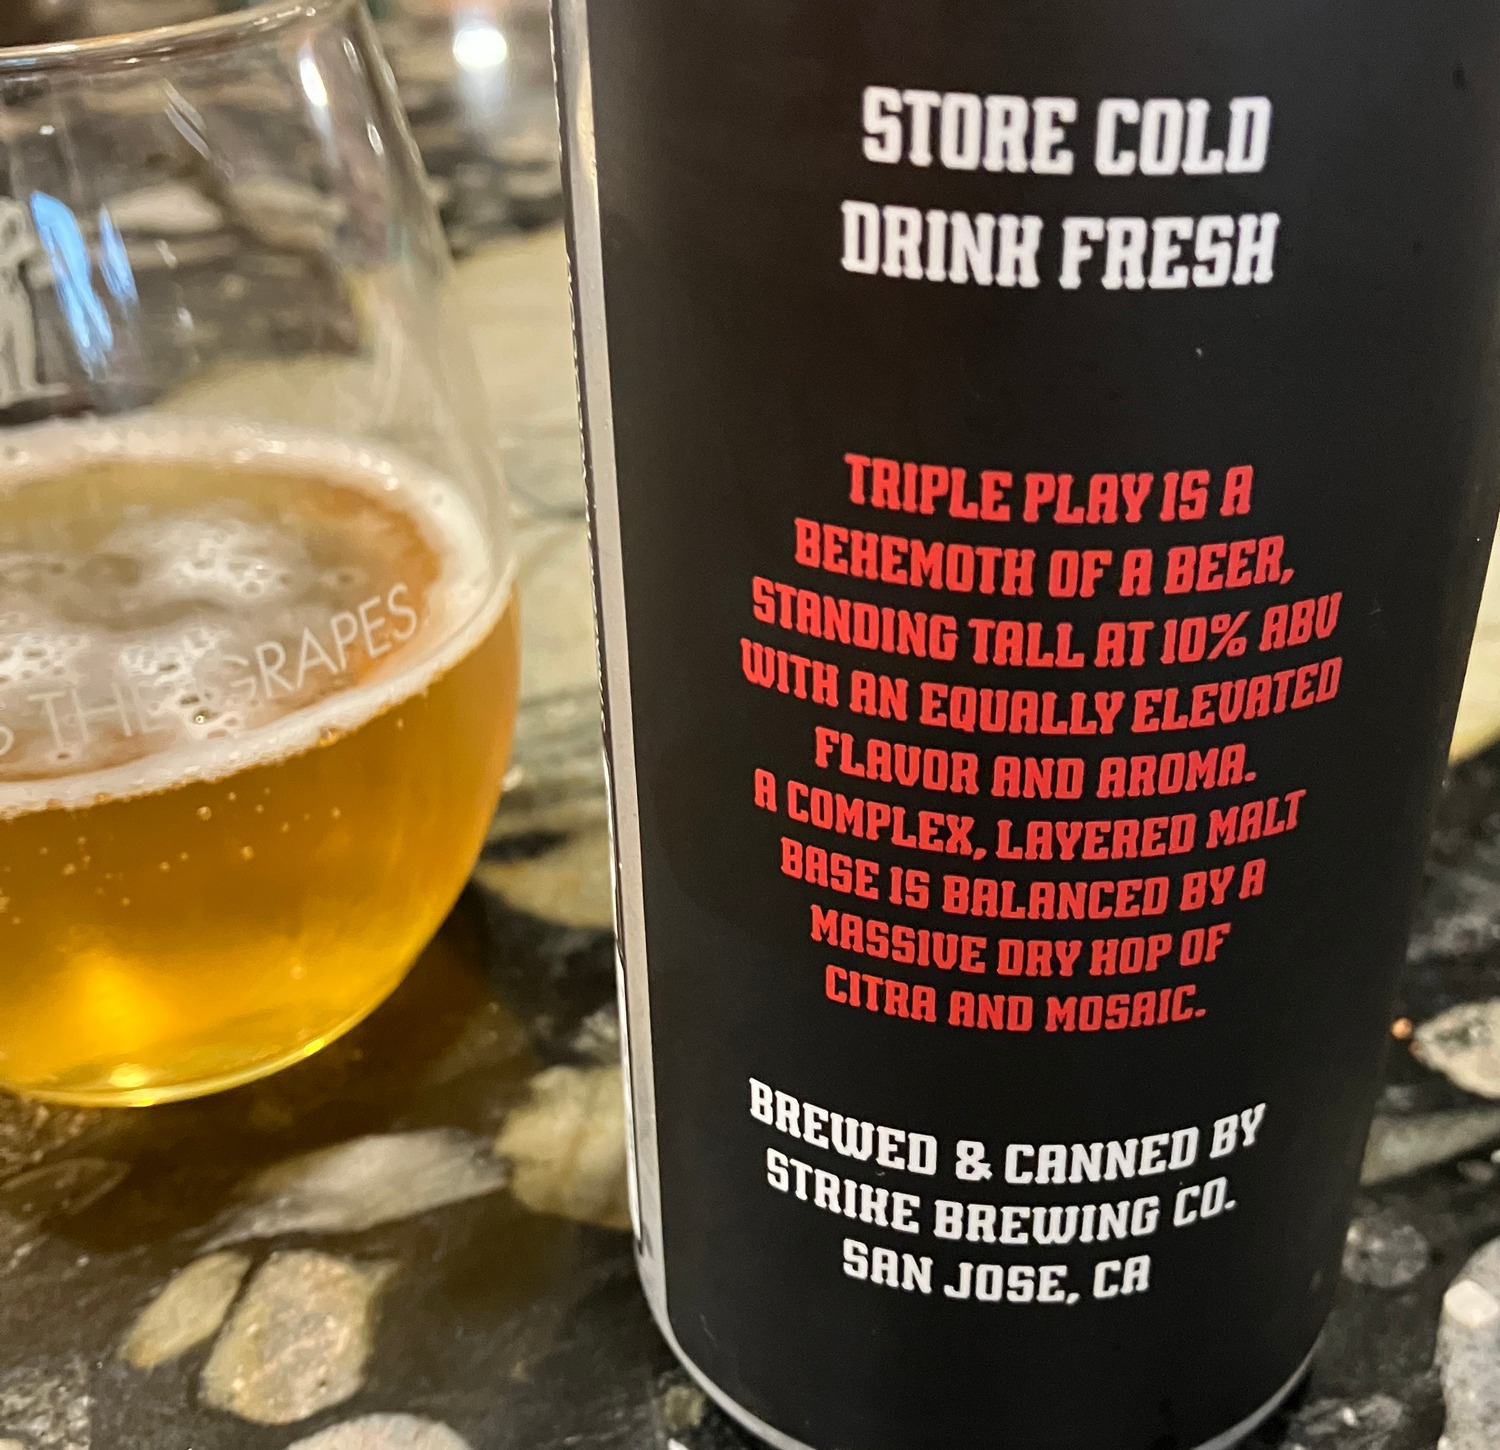 STORE COLD
DRINK FRESH
TRIPLE PLAY IS A
BEHEMOTH OF A BEER,
STANDING TALL AT 10% ABV
WITH AN EQUALLY ELEVATED
FLAVOR AND AROMA.
A COMPLEX, LAYERED MALT
BASE IS BALANCED BY A
MASSIVE DRY HOP OF
CITRA AND MOSAIC.
BREWED & CANNED BY
STRIKE BREWING CO.
SAN JOSE, CA
THE GRAPES